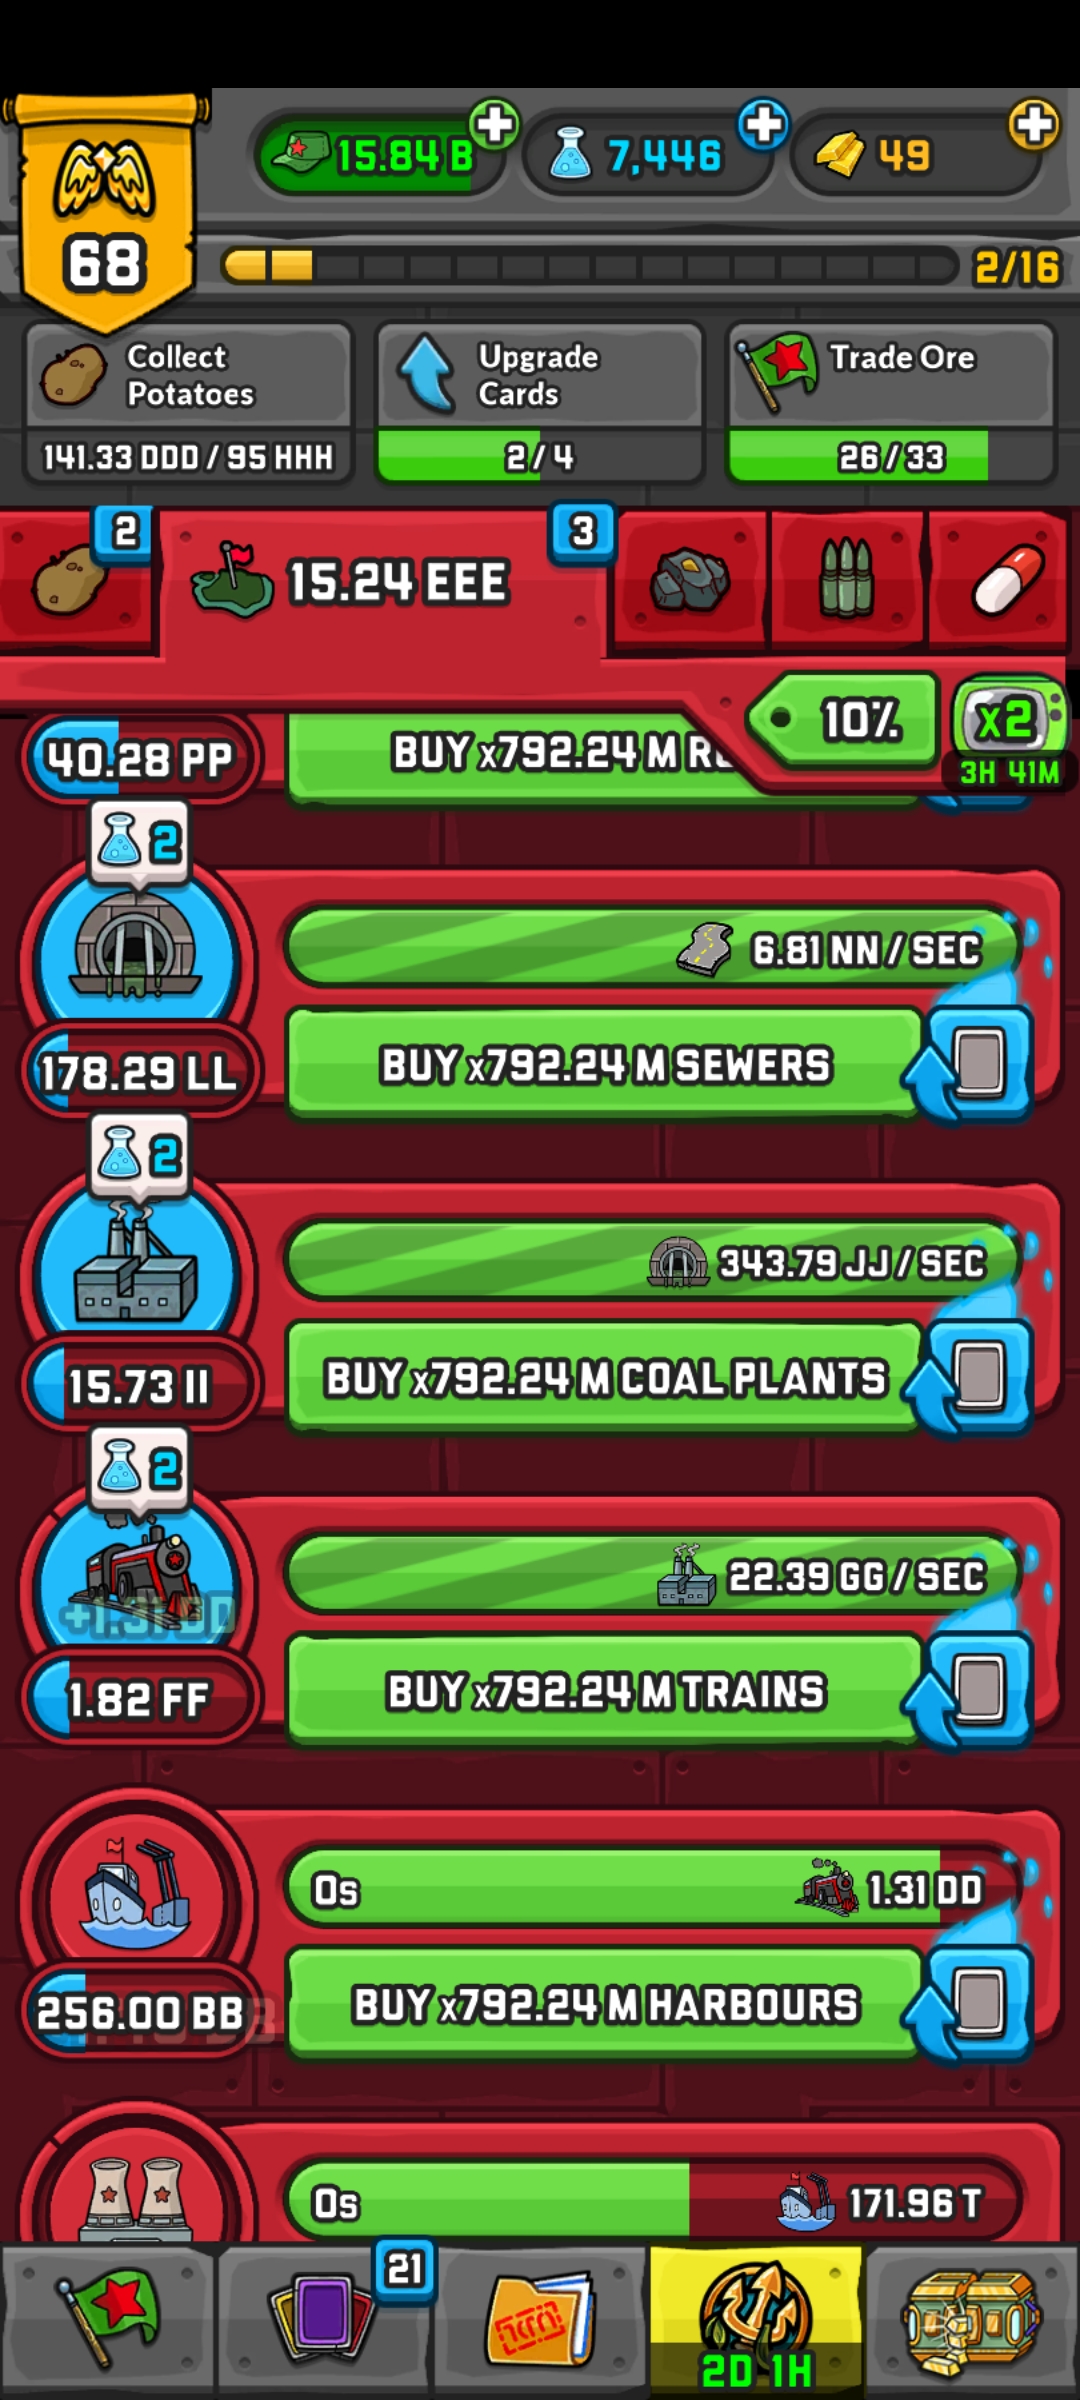 15.84 B
7,446
49
68
2/16
Collect
Potatoes
Upgrade
Cards
Trade Ore
141.33 DDD / 95 HHH
2/4
26/33
2
15.24 EEE
3
10%
x2
3H 41M
40.28 PP
BUY x792.24 M
2
6.81 NN / SEC
178.29 LL
BUY x792.24 M SEWERS
2
343.79 JJ / SEC
15.73 II
BUY x792.24 M COAL PLANTS
2
22.39 GG / SEC
+1.31 DD
1.82 FF
BUY x792.24 M TRAINS
0s
1.31 DD
256.00 BB
BUY x792.24 M HARBOURS
0s
171.96 T
21
2D 1H